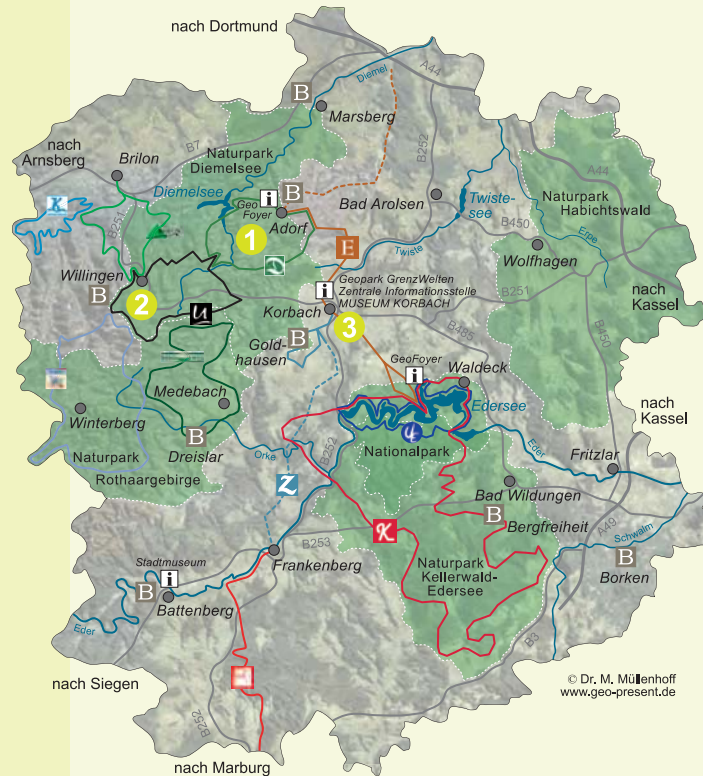 nach Dortmund
A44
Diemel
B
Marsberg
nach
Arnsberg
B7
Naturpark
Diemelsee
Brilon
B252
A44
K
Diemelsee
i
B
Geo
Foyer
Bad Arolsen
Twiste-
see
Naturpark
Habichtswald
B251
1
Adorf
B450
E
Twiste
Erpe
Wolfhagen
Willingen
B
2
U
i
Geopark GrenzWelten
Zentrale Informationsstelle
MUSEUM KORBACH
nach
Kassel
B251
Korbach
3
B
Gold-
hausen
B485
B450
GeoFoyer
i
Waldeck
Medebach
Edersee
nach
Kassel
Winterberg
4
B
Dreislar
Nationalpark
Eder
Naturpark
Rothaargebirge
Orke
B252
Fritzlar
Z
Bad Wildungen
B
Bergfreiheit
K
A49
Schwalm
B253
B
Borken
Stadtmuseum
i
Frankenberg
Naturpark
Kellerwald-
Edersee
B
Battenberg
Eder
B3
nach Siegen
B252
© Dr. M. Müllenhoff
www.geo-present.de
nach Marburg